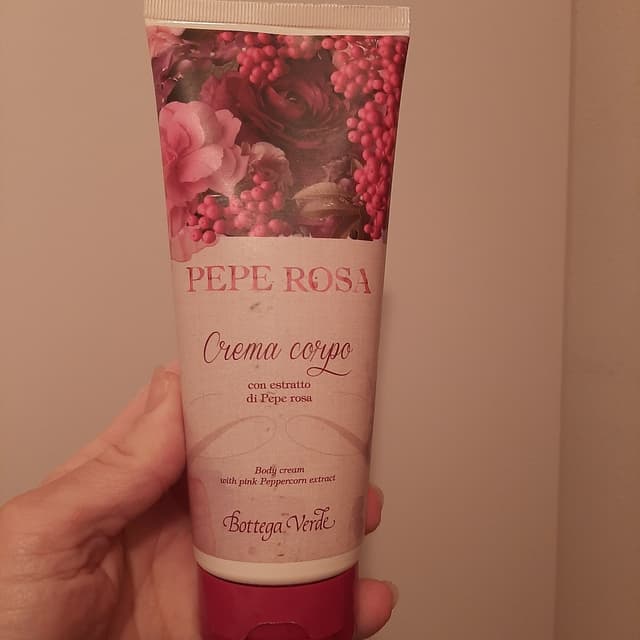 PEPE ROSA
Crema corpo
con estratto
di Pepe rosa
Body cream
with pink Peppercorn extract
Bottega Verde